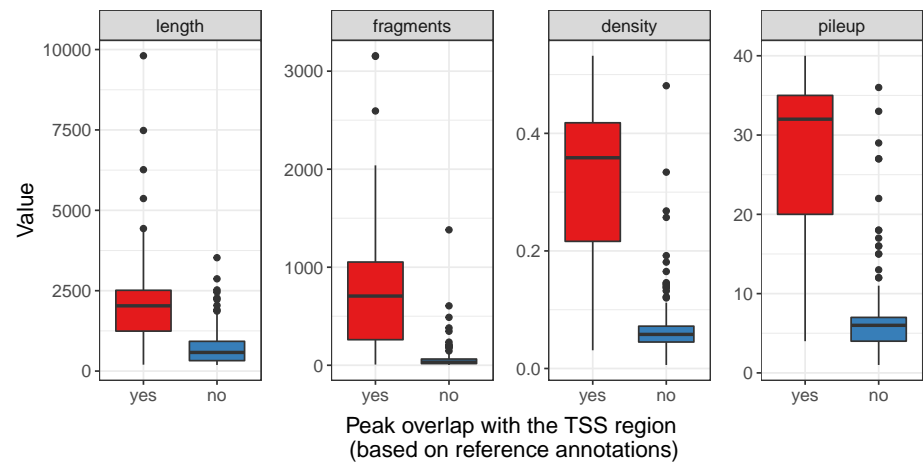 length
fragments
density
pileup
Value
10000
7500
5000
2500
0
3000
2000
1000
0
0.4
0.2
0.0
40
30
20
10
0
yes no
yes no
yes no
yes no
Peak overlap with the TSS region
(based on reference annotations)